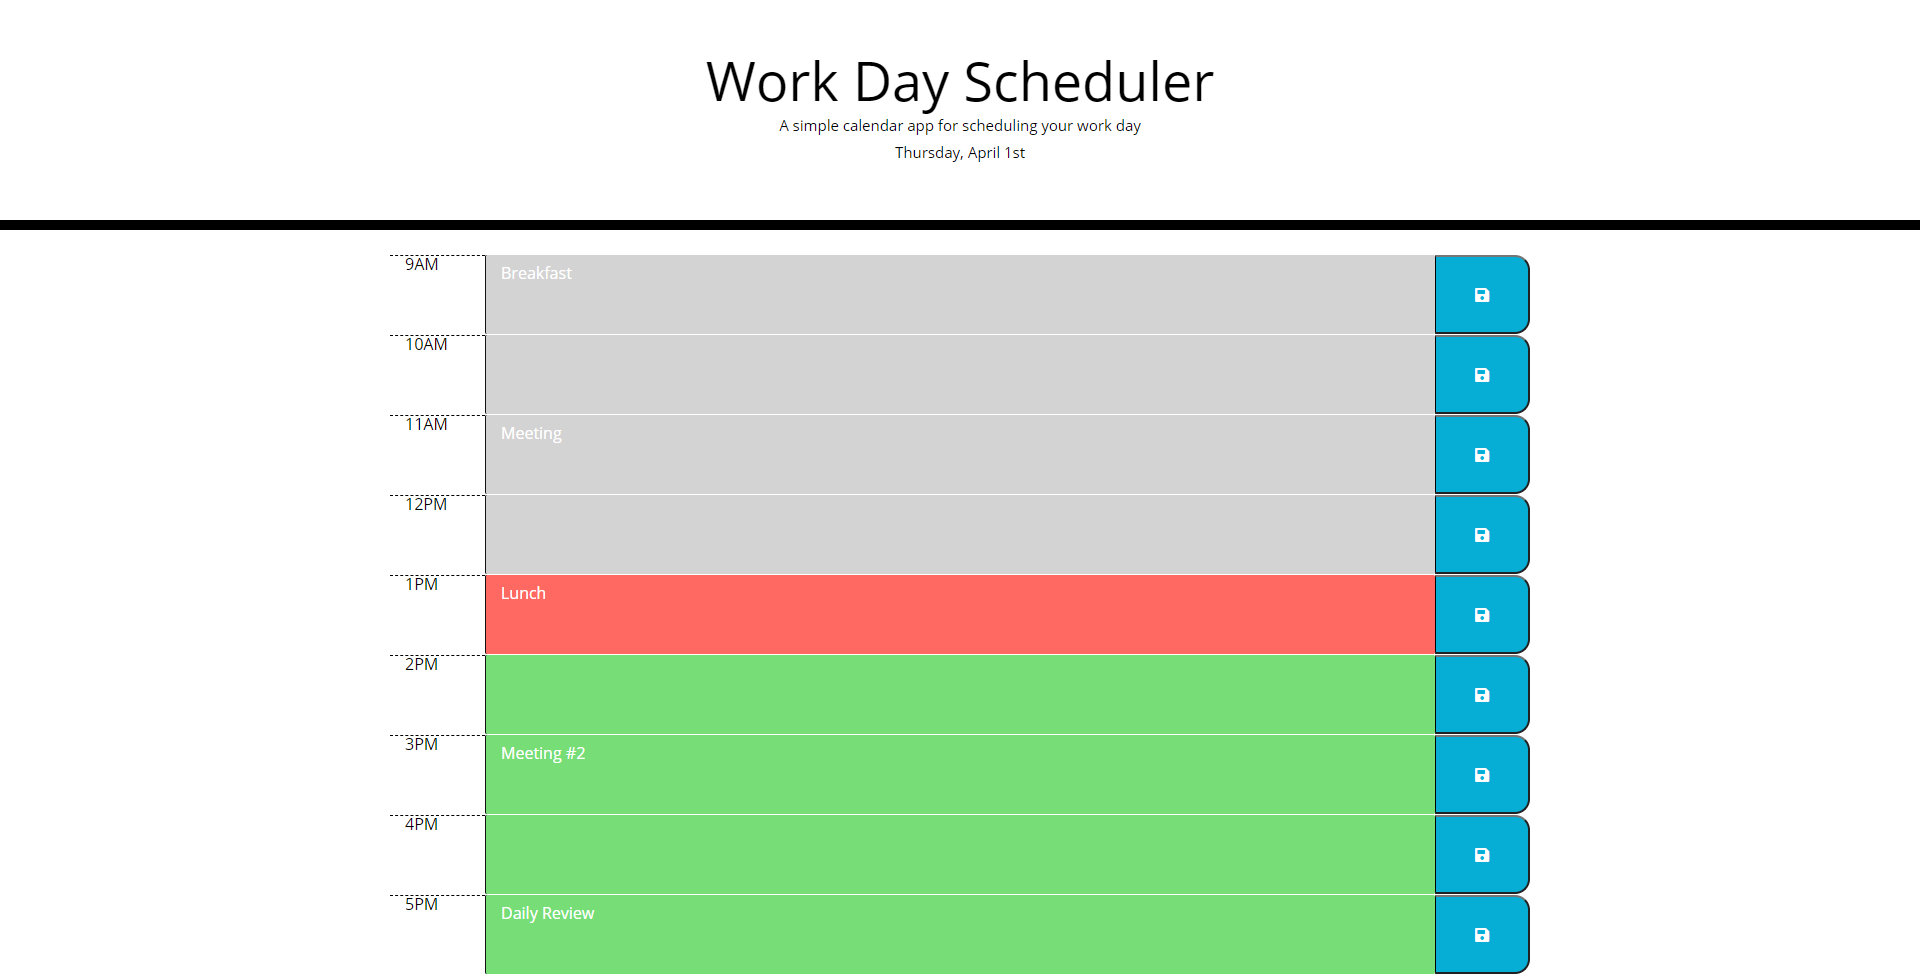 Work Day Scheduler
A simple calendar app for scheduling your work day
Thursday, April 1st
9AM
Breakfast
10AM
11AM
Meeting
12PM
1PM
Lunch
2PM
3PM
Meeting #2
4PM
5PM
Daily Review